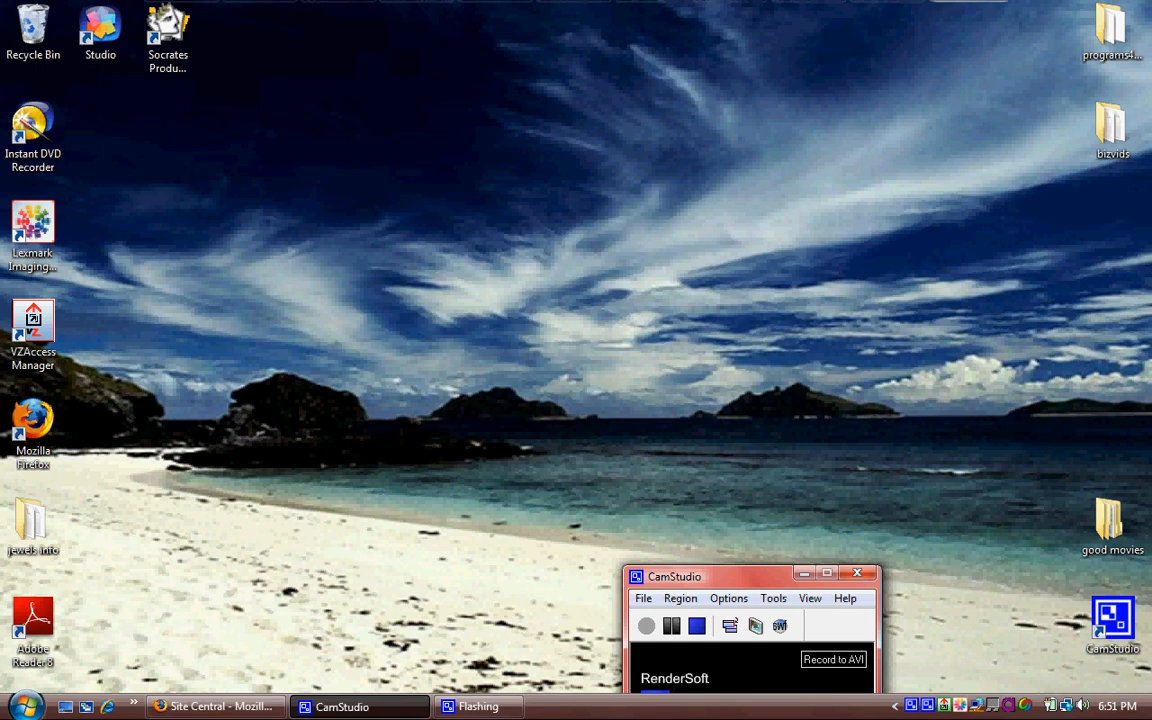 Recycle Bin
Studio
Socrates
Produ...
programs4...
Instant DVD
Recorder
bizvids
Lexmark
Imaging...
VZAccess
Manager
Mozilla
Firefox
jewels info
good movies
Adobe
Reader 8
CamStudio
CamStudio
File Region Options Tools View Help
SWF
Record to AVI
RenderSoft
Site Central - Mozill...
CamStudio
Flashing
6:51 PM